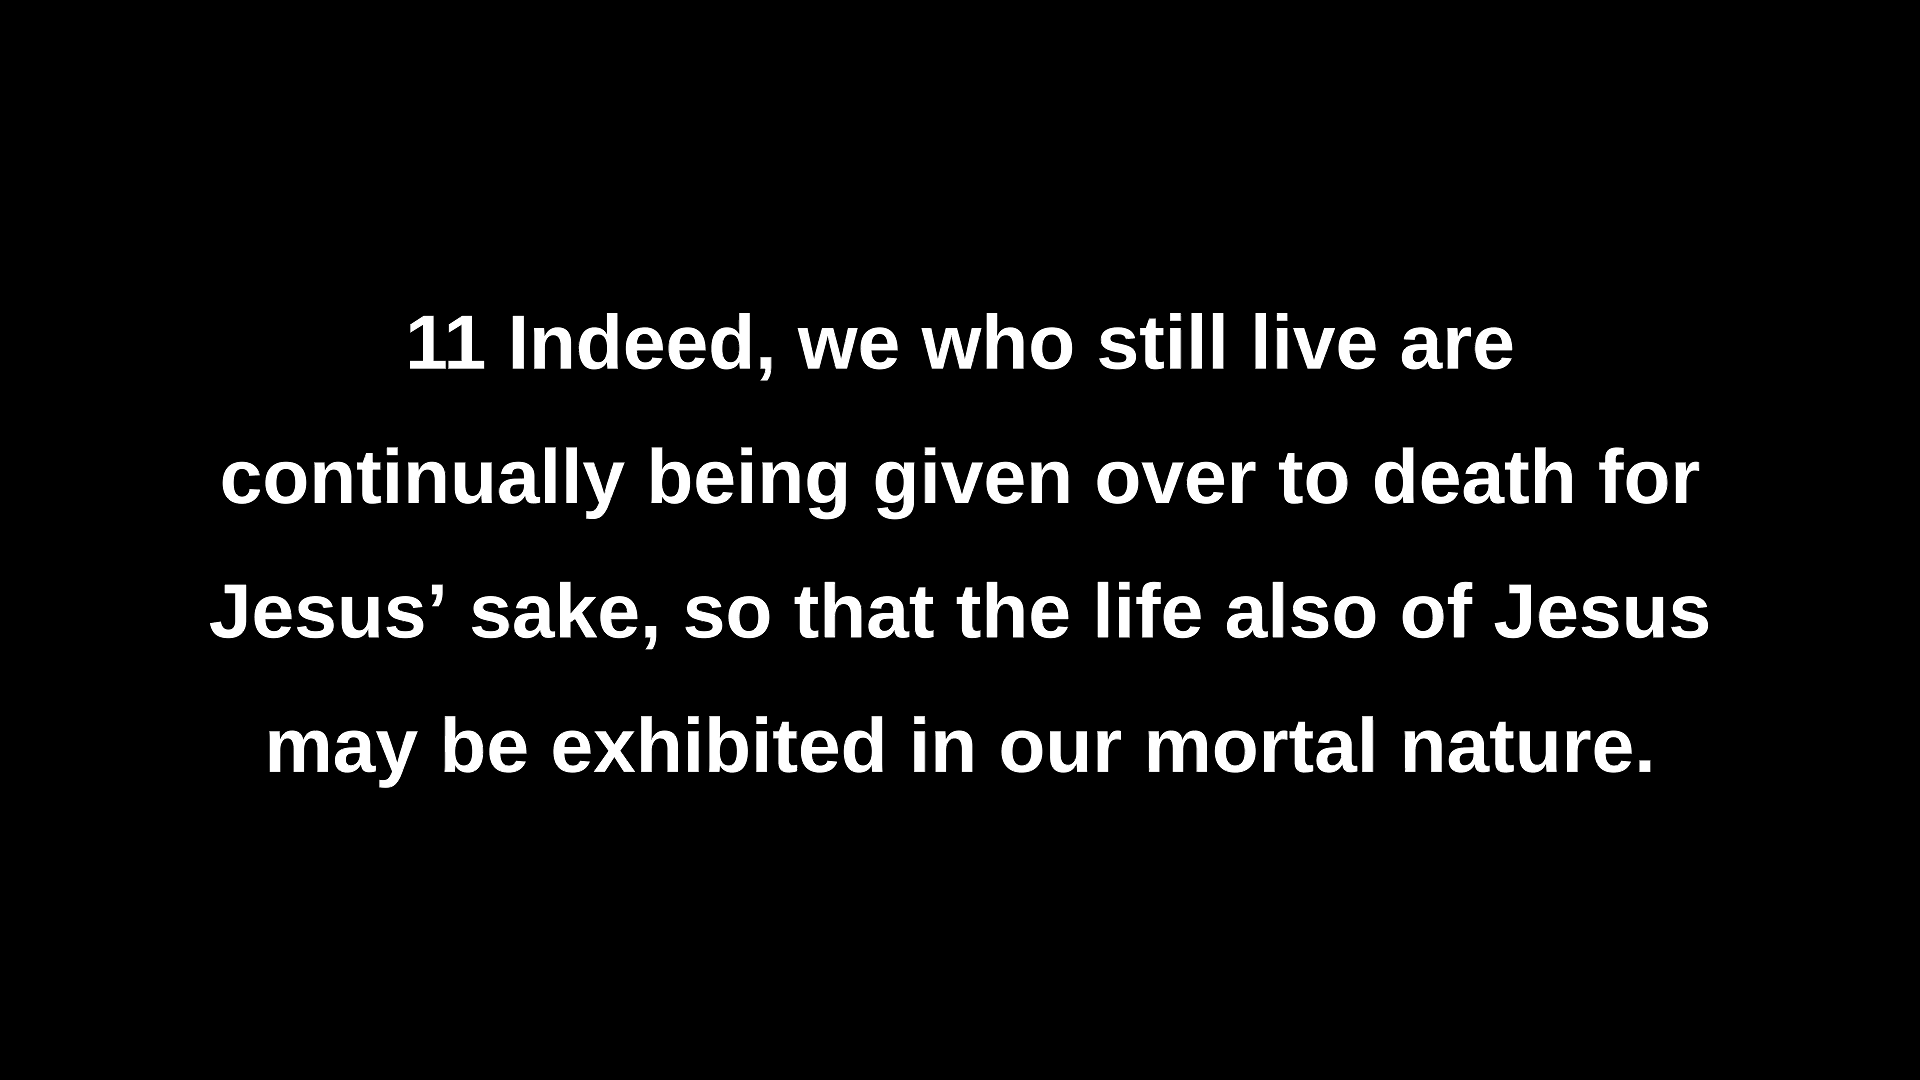 11 Indeed, we who still live are
continually being given over to death for
Jesus’ sake, so that the life also of Jesus
may be exhibited in our mortal nature.